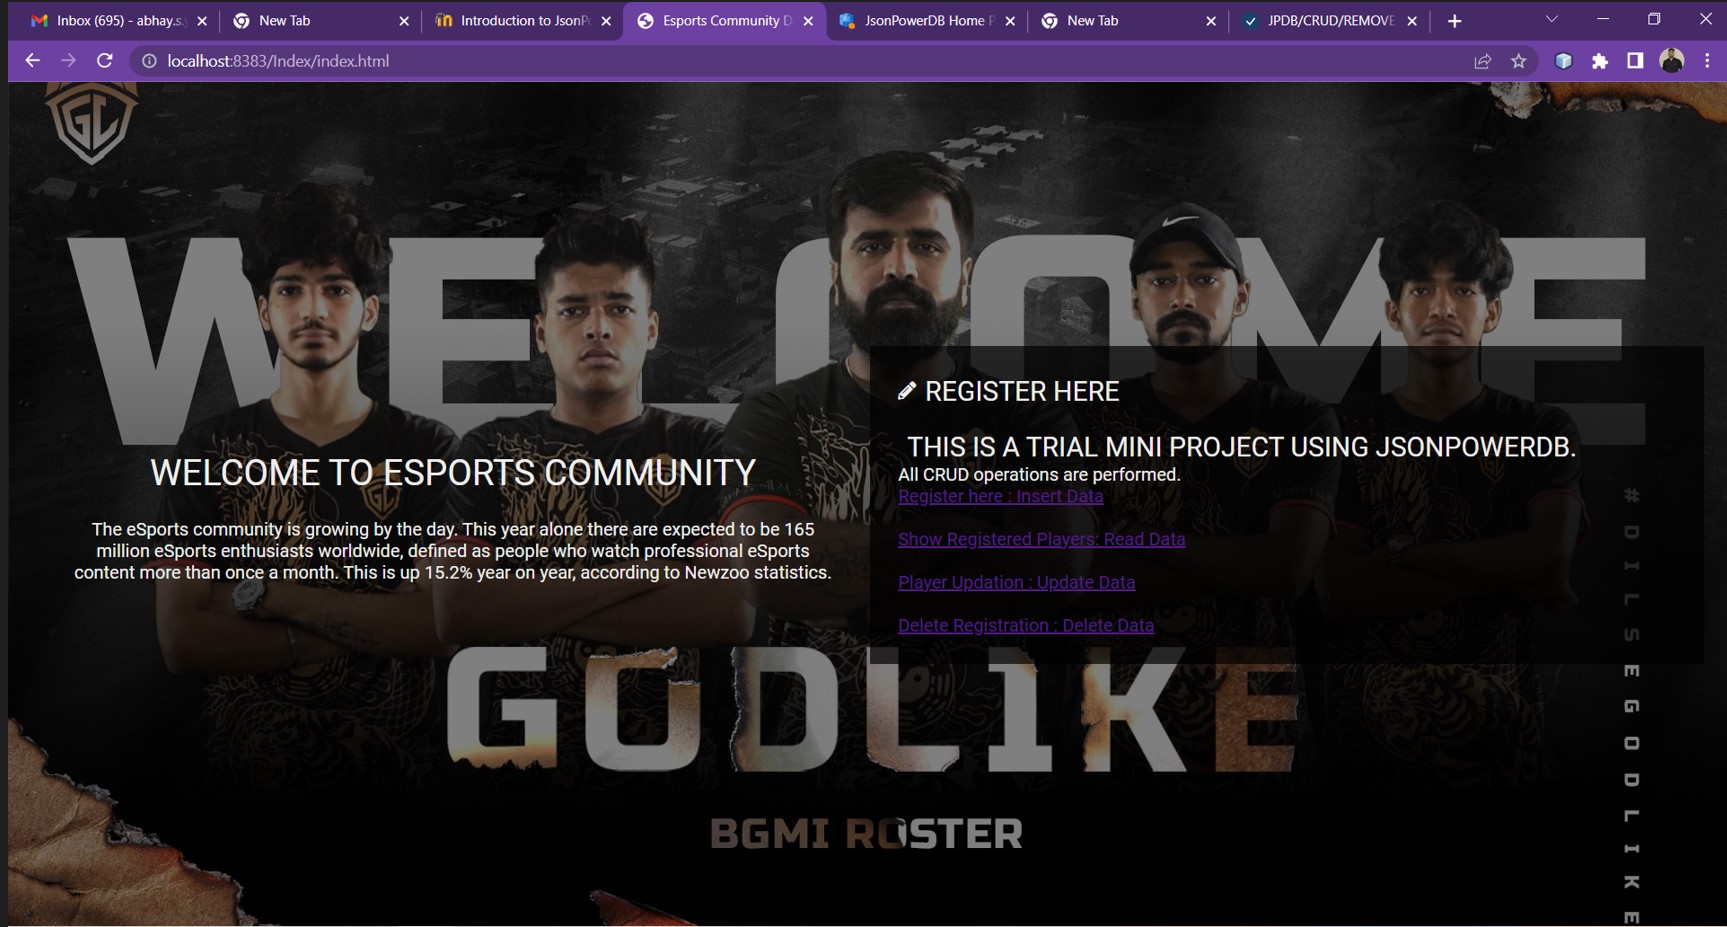 Inbox (695) - abhay.s.
New Tab
Introduction to JsonP
Esports Community D
JsonPowerDB Home P
New Tab
JPDB/CRUD/REMOVE
localhost:8383/Index/index.html
GL
WELCOME
REGISTER HERE
THIS IS A TRIAL MINI PROJECT USING JSONPOWERDB.
All CRUD operations are performed.
Register here : Insert Data
Show Registered Players: Read Data
Player Updation : Update Data
Delete Registration : Delete Data
WELCOME TO ESPORTS COMMUNITY
The eSports community is growing by the day. This year alone there are expected to be 165
million eSports enthusiasts worldwide, defined as people who watch professional eSports
content more than once a month. This is up 15.2% year on year, according to Newzoo statistics.
GODL1KE
BGMI ROSTER
#DILSEGODLIKE